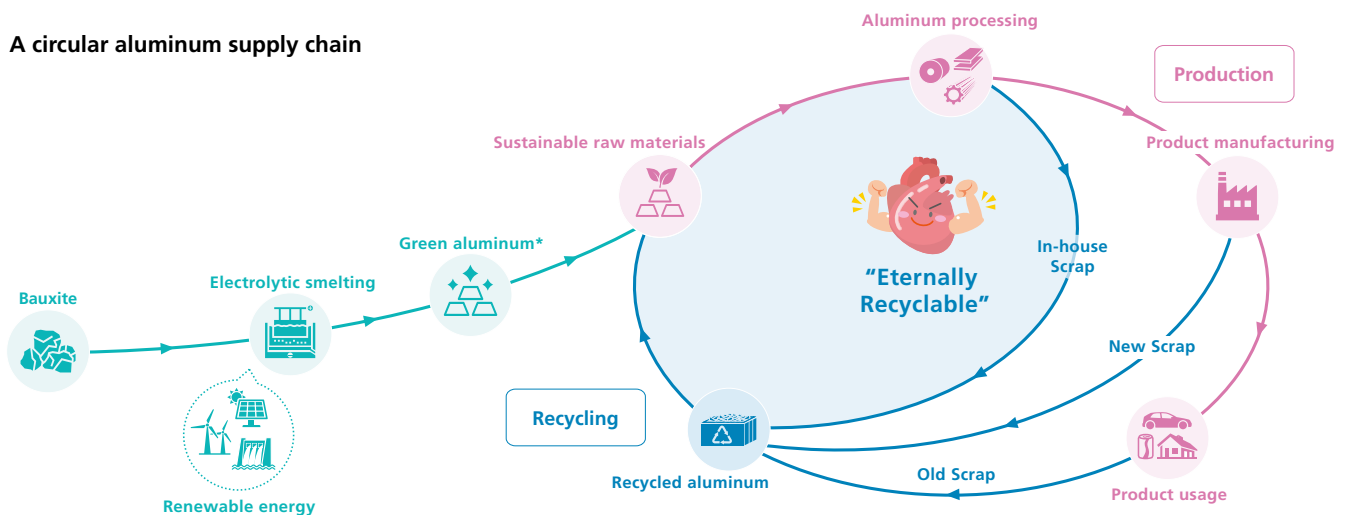 A circular aluminum supply chain
Aluminum processing
Production
Sustainable raw materials
Product manufacturing
Green aluminum*
In-house
Scrap
“Eternally
Recyclable”
Bauxite
Electrolytic smelting
New Scrap
Recycling
Recycled aluminum
Old Scrap
Product usage
Renewable energy